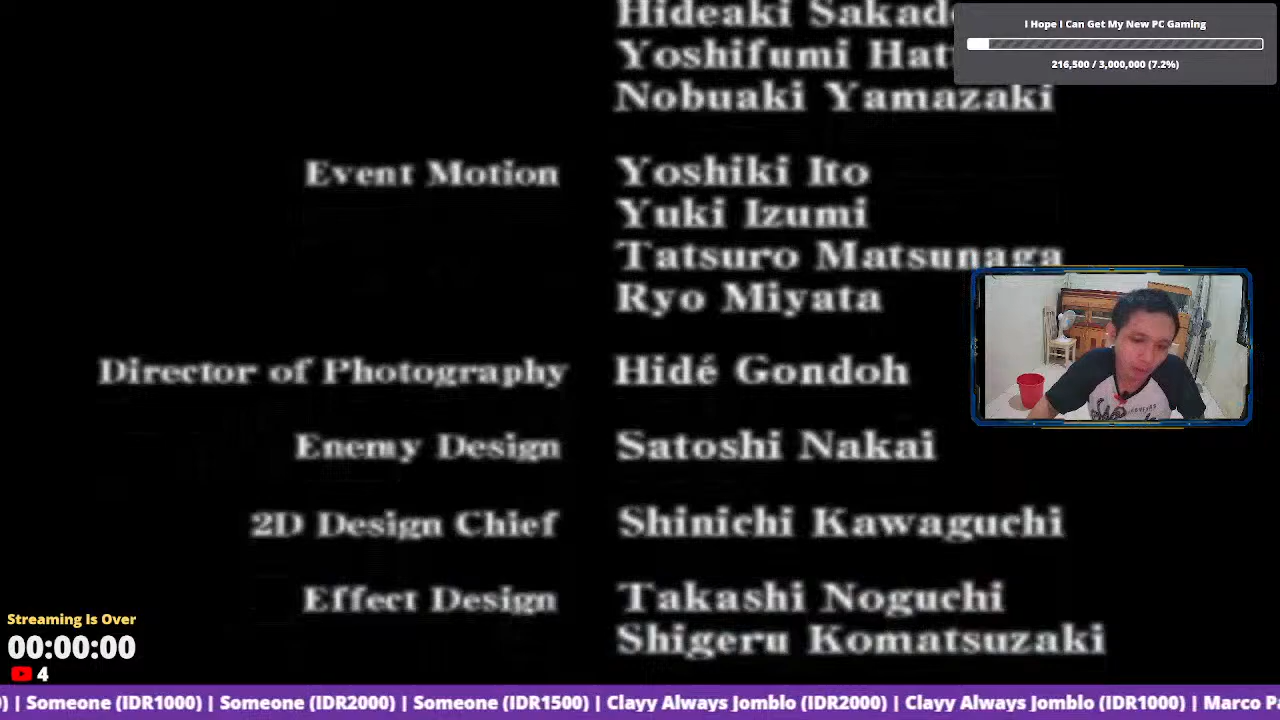 Hideaki
I Hope I Can Get My New PC Gaming
216,500 / 3,000,000 (7.2%)
Yoshifumi
Nobuaki Yamazaki
Event Motion Yoshiki Ito
Yuki Izumi
Tatsuro Matsunaga
Ryo Miyata
Director of Photography Hidé Gondoh
Enemy Design Satoshi Nakai
2D Design Chief Shinichi Kawaguchi
Effect Design Takashi Noguchi
Shigeru Komatsuzaki
Streaming Is Over
00:00:00
4
) | Someone (IDR1000) | Someone (IDR2000) | Someone (IDR1500) | Clayy Always Jomblo (IDR2000) | Clayy Always Jomblo (IDR1000) | Marco